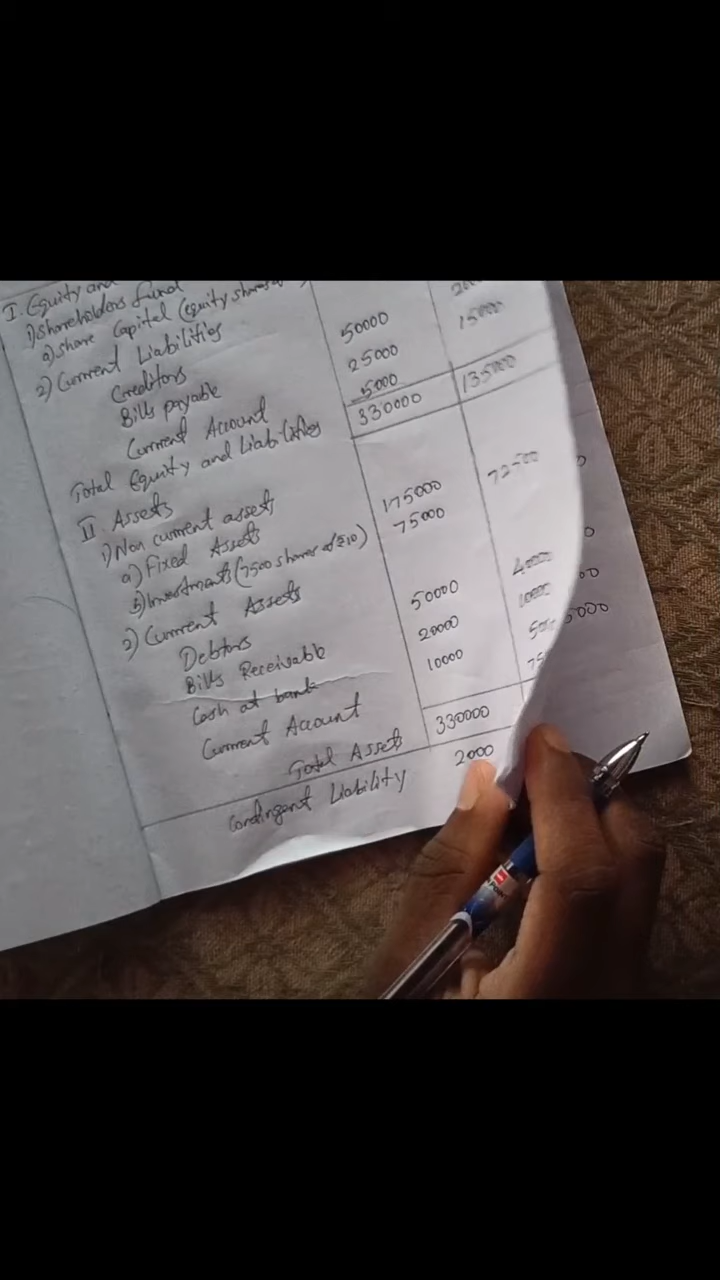 I. Equity and
1) Shareholders fund
a) Share Capital (equity shares of
2) Current Liabilities
Creditors 50000 15000
Bills payable 25000
Current Account 5000
Total Equity and Liabilities 330000 135000
II. Assets
1) Non current assets
a) Fixed Assets 175000 72500
b) Investments (7500 shares of ₹10) 75000
2) Current Assets
Debtors 50000 4000
Bills Receivable 20000 10000
Cash at bank 10000
Current Account
Total Assets 330000
Contingent Liability 2000